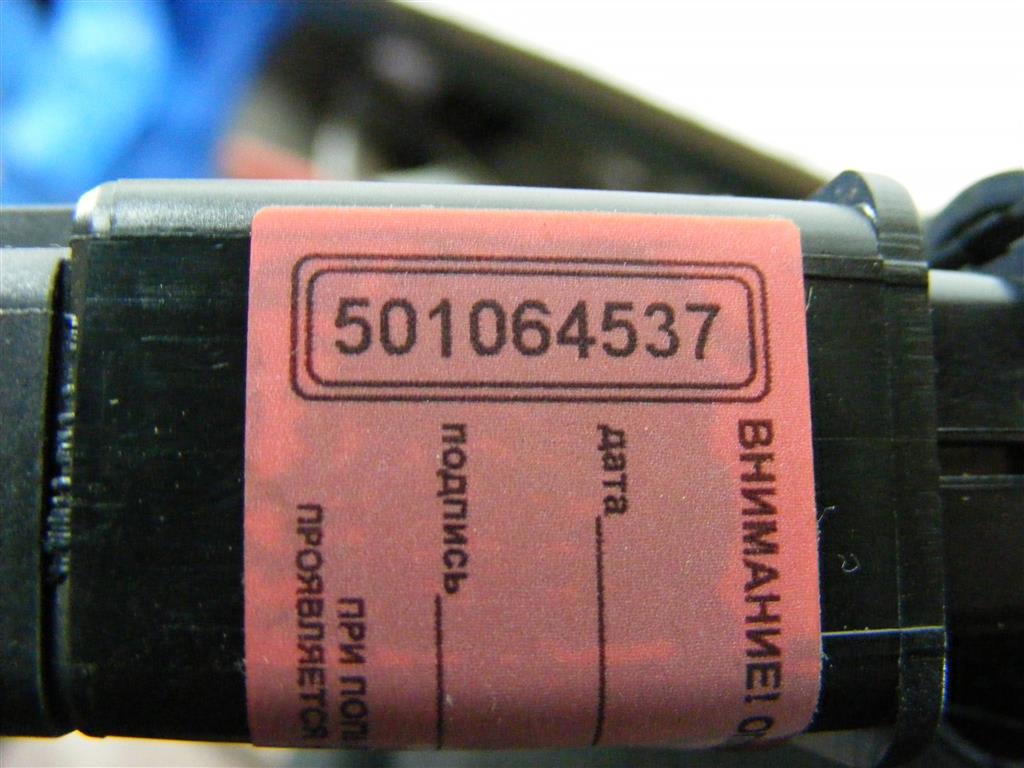 501064537
ВНИМАНИЕ!
дата
подпись
ПРИ
ПРОЯВЛЯЕТСЯ